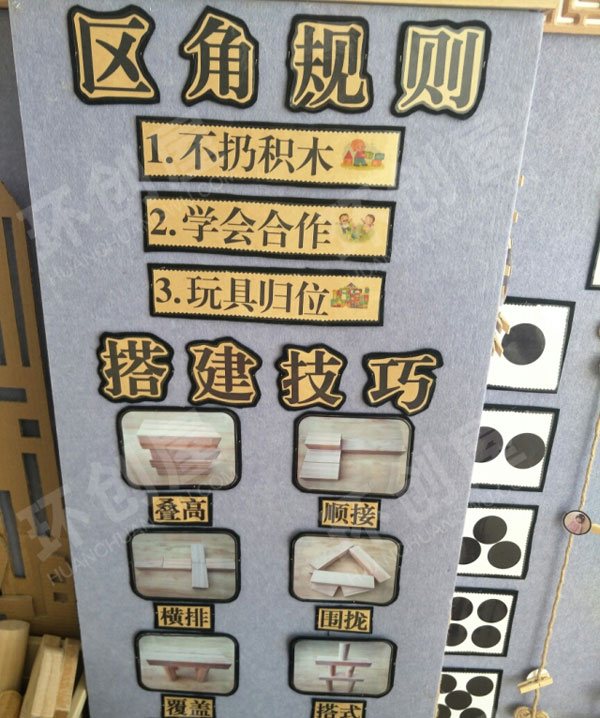 区角规则
1.不扔积木
2.学会合作
3.玩具归位
搭建技巧
叠高 顺接
横排 围拢
覆盖 搭式
环创屋